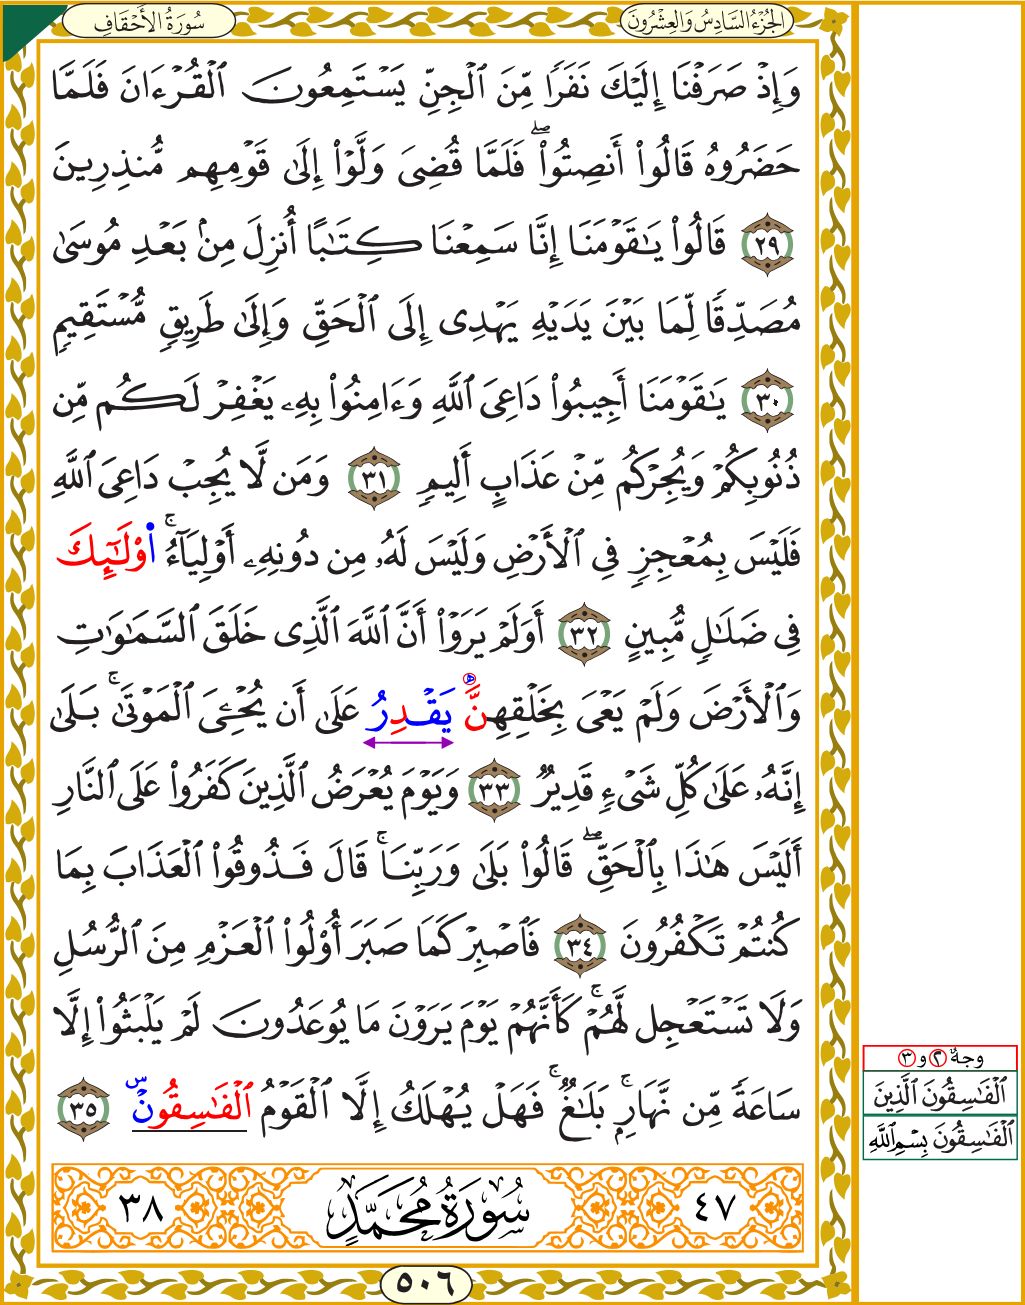 سُورَةُ الأَحْقَافِ
الجُزْءُ السَّادِسُ وَالعِشْرُونَ
وَإِذْ صَرَفْنَا إِلَيْكَ نَفَرًا مِّنَ ٱلْجِنِّ يَسْتَمِعُونَ ٱلْقُرْءَانَ فَلَمَّا
حَضَرُوهُ قَالُوا۟ أَنصِتُوا۟ۖ فَلَمَّا قُضِىَ وَلَّوْا۟ إِلَىٰ قَوْمِهِم مُّنذِرِينَ
٢٩ قَالُوا۟ يَـٰقَوْمَنَا إِنَّا سَمِعْنَا كِتَـٰبًا أُنزِلَ مِنۢ بَعْدِ مُوسَىٰ
مُصَدِّقًا لِّمَا بَيْنَ يَدَيْهِ يَهْدِى إِلَى ٱلْحَقِّ وَإِلَىٰ طَرِيقٍ مُّسْتَقِيمٍ
٣٠ يَـٰقَوْمَنَا أَجِيبُوا۟ دَاعِىَ ٱللَّهِ وَءَامِنُوا۟ بِهِۦ يَغْفِرْ لَكُم مِّن
ذُنُوبِكُمْ وَيُجِرْكُم مِّنْ عَذَابٍ أَلِيمٍ ٣١ وَمَن لَّا يُجِبْ دَاعِىَ ٱللَّهِ
فَلَيْسَ بِمُعْجِزٍ فِى ٱلْأَرْضِ وَلَيْسَ لَهُۥ مِن دُونِهِۦ أَوْلِيَآءُۚ ا۟وْلَـٰٓئِكَ
فِى ضَلَـٰلٍ مُّبِينٍ ٣٢ أَوَلَمْ يَرَوْا۟ أَنَّ ٱللَّهَ ٱلَّذِى خَلَقَ ٱلسَّمَـٰوَٰتِ
وَٱلْأَرْضَ وَلَمْ يَعْىَ بِخَلْقِهِنَّ يَقْدِرُ عَلَىٰ أَن يُحْـِۧىَ ٱلْمَوْتَىٰۚ بَلَىٰ
إِنَّهُۥ عَلَىٰ كُلِّ شَىْءٍ قَدِيرٌ ٣٣ وَيَوْمَ يُعْرَضُ ٱلَّذِينَ كَفَرُوا۟ عَلَى ٱلنَّارِ
أَلَيْسَ هَـٰذَا بِٱلْحَقِّۖ قَالُوا۟ بَلَىٰ وَرَبِّنَاۚ قَالَ فَذُوقُوا۟ ٱلْعَذَابَ بِمَا
كُنتُمْ تَكْفُرُونَ ٣٤ فَٱصْبِرْ كَمَا صَبَرَ أُو۟لُوا۟ ٱلْعَزْمِ مِنَ ٱلرُّسُلِ
وَلَا تَسْتَعْجِل لَّهُمْۚ كَأَنَّهُمْ يَوْمَ يَرَوْنَ مَا يُوعَدُونَ لَمْ يَلْبَثُوا۟ إِلَّا
سَاعَةً مِّن نَّهَارٍۚ بَلَـٰغٌۚ فَهَلْ يُهْلَكُ إِلَّا ٱلْقَوْمُ ٱلْفَـٰسِقُونَ ٣٥
٤٧ سُورَةُ مُحَمَّدٍ ٣٨
٥٠٦
وجهٌ ٢ و ٣
ٱلْفَـٰسِقُونَ ٱلَّذِينَ
ٱلْفَـٰسِقُونَ بِسْمِ ٱللَّهِ